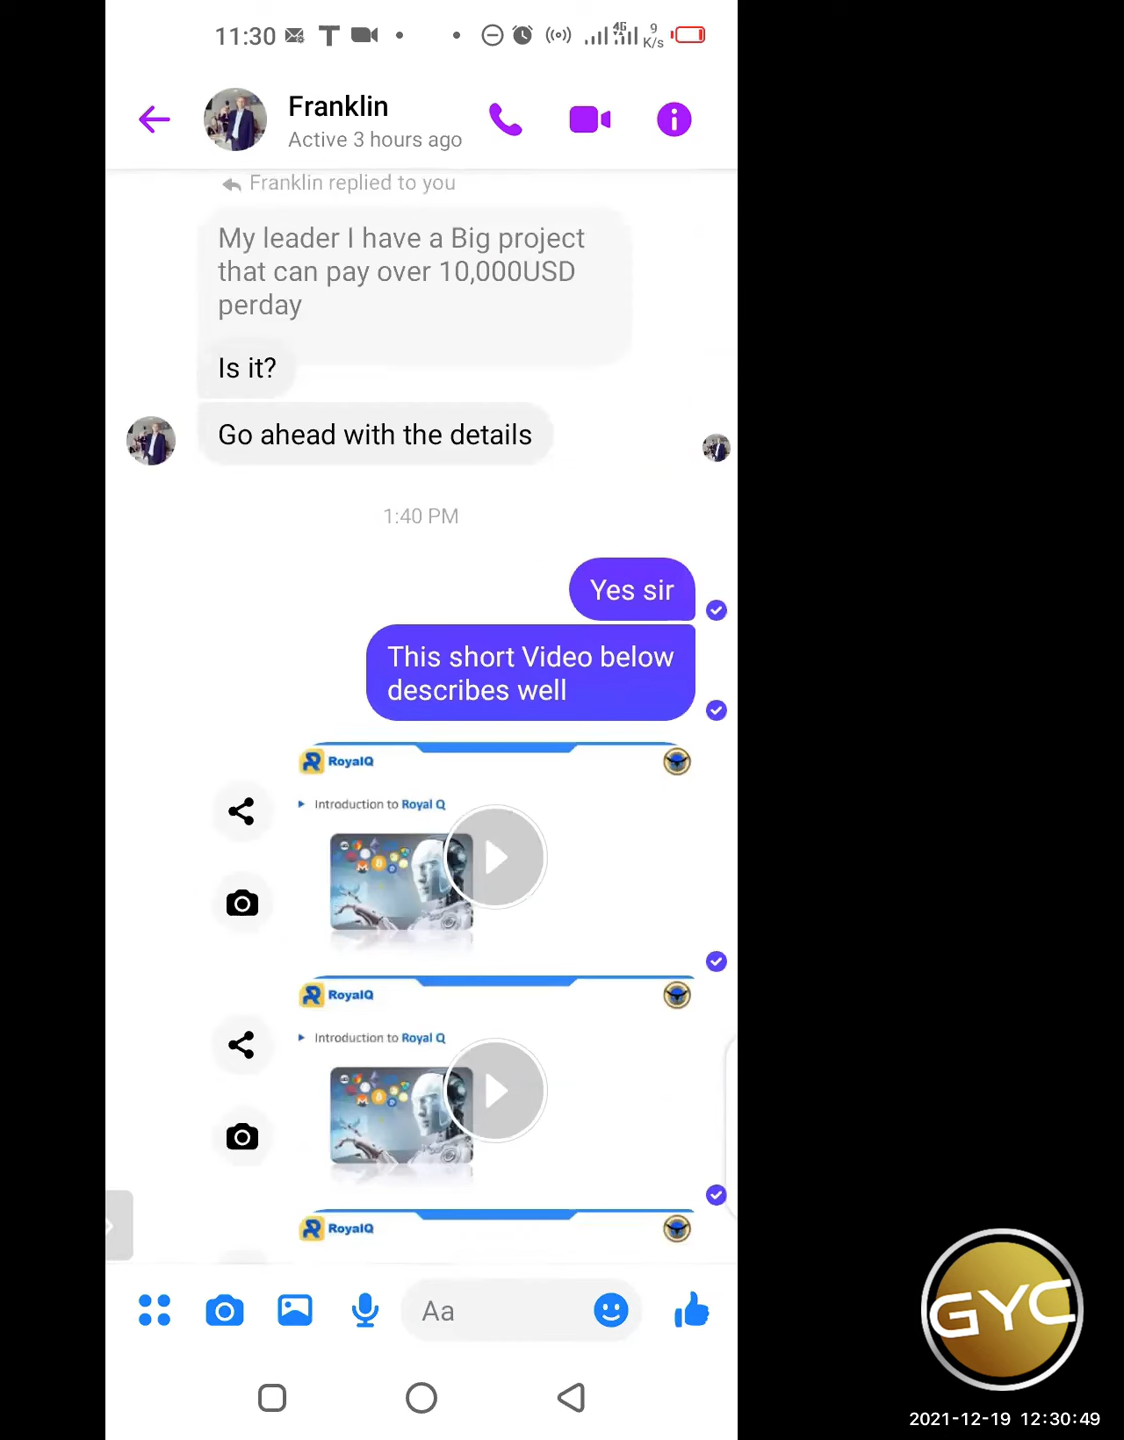 11:30
4G
9
K/s
Franklin
Active 3 hours ago
Franklin replied to you
My leader I have a Big project
that can pay over 10,000USD
perday
Is it?
Go ahead with the details
1:40 PM
Yes sir
This short Video below
describes well
RoyalQ
Introduction to Royal Q
RoyalQ
Introduction to Royal Q
RoyalQ
Aa
GYC
2021-12-19 12:30:49